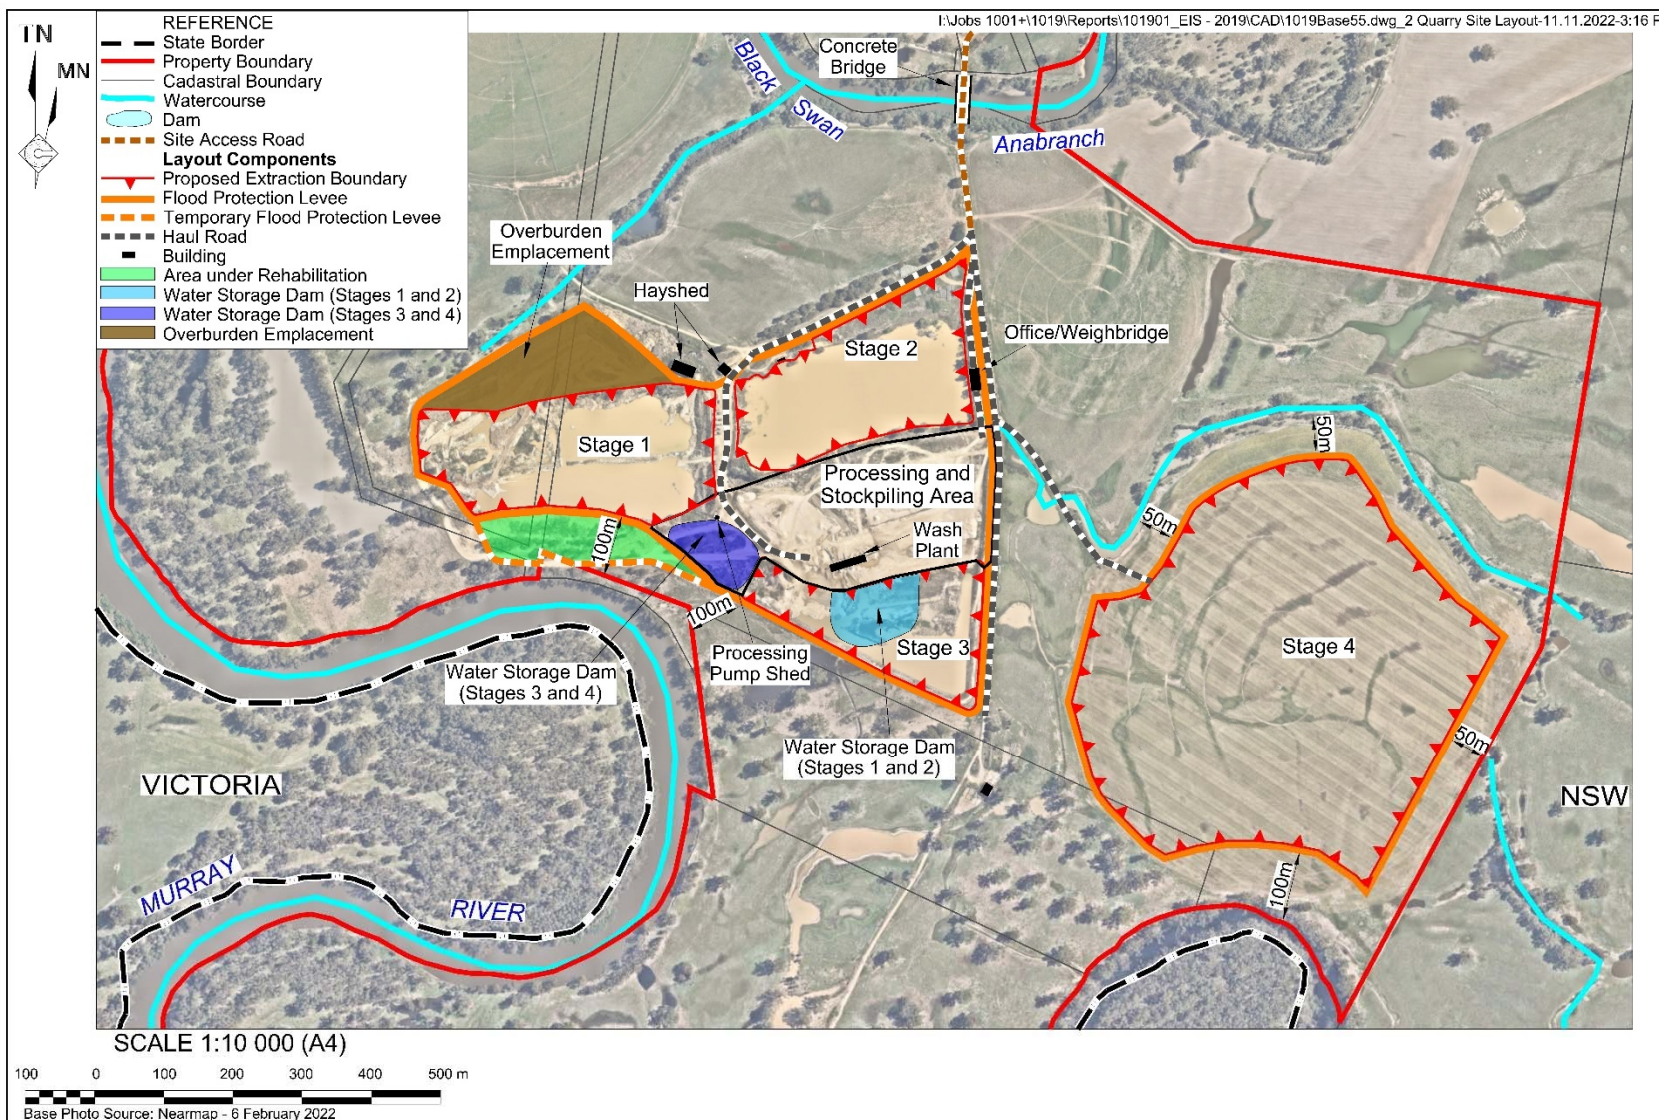 I:\Jobs 1001+\1019\Reports\101901_EIS - 2019\CAD\1019Base55.dwg_2 Quarry Site Layout-11.11.2022-3:16 P
TN
MN
REFERENCE
State Border
Property Boundary
Cadastral Boundary
Watercourse
Dam
Site Access Road
Layout Components
Proposed Extraction Boundary
Flood Protection Levee
Temporary Flood Protection Levee
Haul Road
Building
Area under Rehabilitation
Water Storage Dam (Stages 1 and 2)
Water Storage Dam (Stages 3 and 4)
Overburden Emplacement
Black
Swan
Anabranch
Concrete
Bridge
Overburden
Emplacement
Hayshed
Stage 2
Office/Weighbridge
Stage 1
Processing and
Stockpiling Area
Wash
Plant
50m
50m
100m
100m
Stage 3
Stage 4
Water Storage Dam
(Stages 3 and 4)
Processing
Pump Shed
Water Storage Dam
(Stages 1 and 2)
50m
100m
VICTORIA
NSW
MURRAY
RIVER
SCALE 1:10 000 (A4)
100 0 100 200 300 400 500 m
Base Photo Source: Nearmap - 6 February 2022